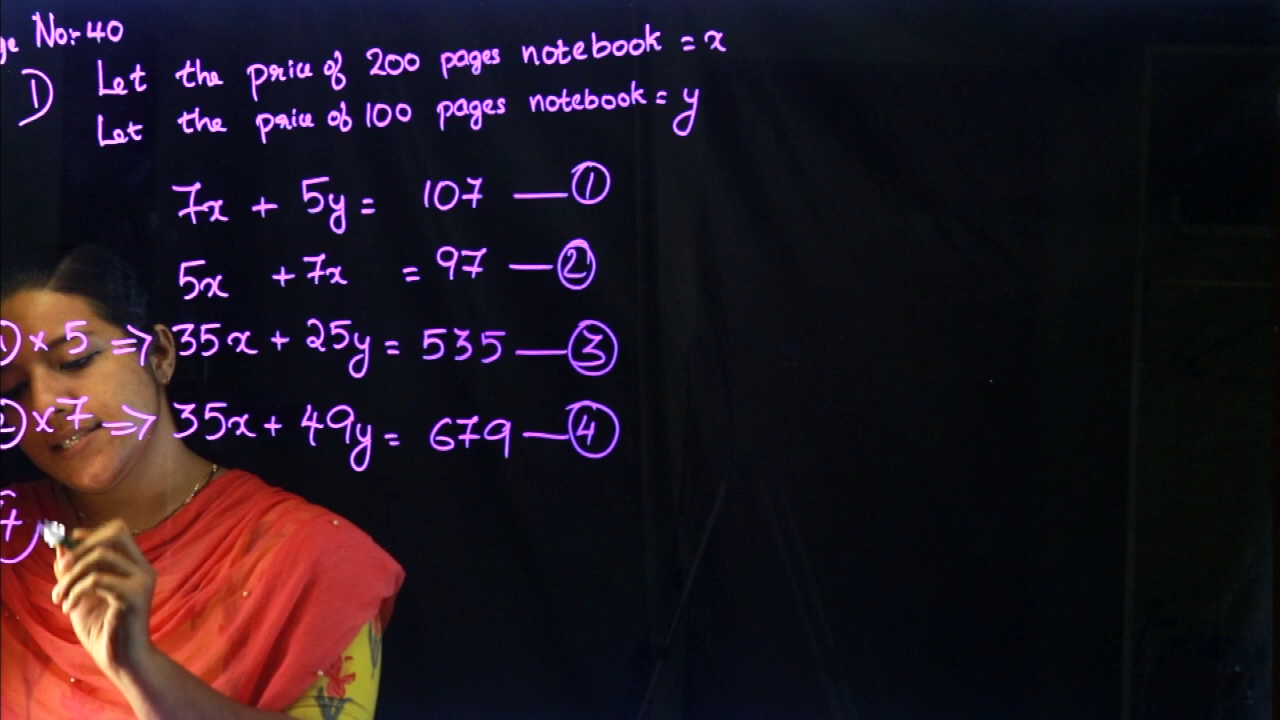 ge No:- 40
1) Let the price of 200 pages notebook = x
Let the price of 100 pages notebook = y
7x + 5y = 107 — ①
5x + 7x = 97 — ②
① × 5 => 35x + 25y = 535 — ③
② × 7 => 35x + 49y = 679 — ④
④